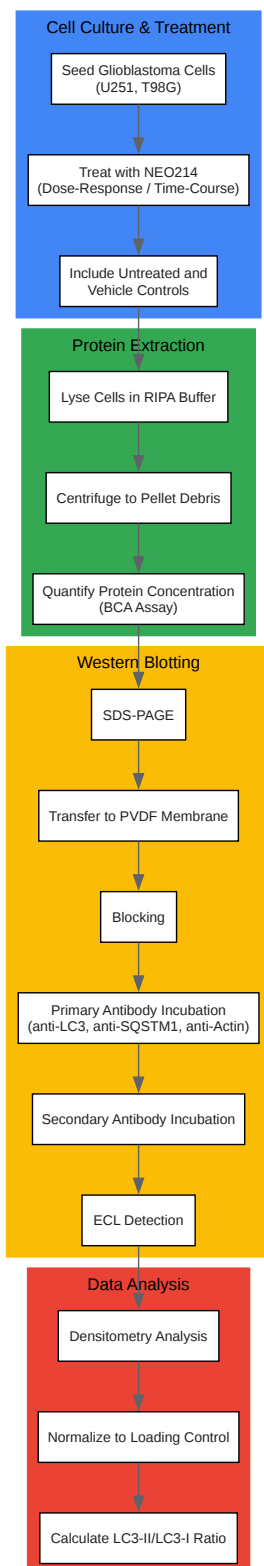 Cell Culture & Treatment
Seed Glioblastoma Cells
(U251, T98G)
Treat with NEO214
(Dose-Response / Time-Course)
Include Untreated and
Vehicle Controls
Protein Extraction
Lyse Cells in RIPA Buffer
Centrifuge to Pellet Debris
Quantify Protein Concentration
(BCA Assay)
Western Blotting
SDS-PAGE
Transfer to PVDF Membrane
Blocking
Primary Antibody Incubation
(anti-LC3, anti-SQSTM1, anti-Actin)
Secondary Antibody Incubation
ECL Detection
Data Analysis
Densitometry Analysis
Normalize to Loading Control
Calculate LC3-II/LC3-I Ratio